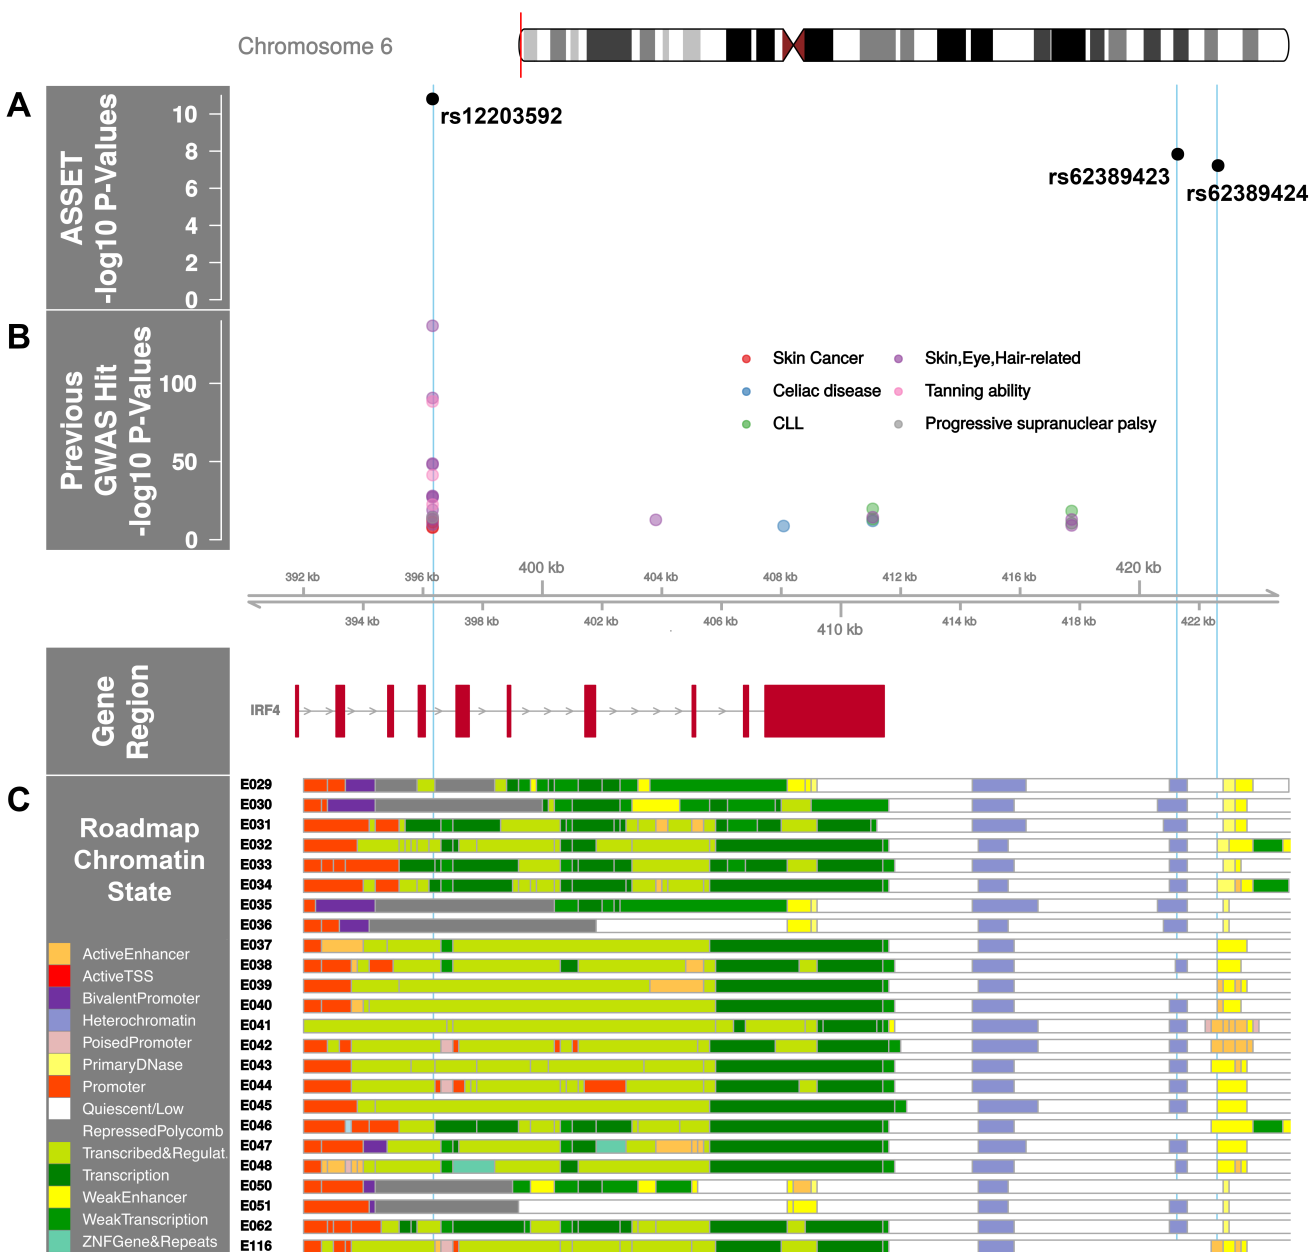 Chromosome 6
A
ASSET
-log10 P-Values
10
8
6
4
2
0
rs12203592
rs62389423
rs62389424
B
Previous
GWAS Hit
-log10 P-Values
100
50
0
Skin Cancer
Skin,Eye,Hair-related
Celiac disease
Tanning ability
CLL
Progressive supranuclear palsy
392 kb
396 kb
400 kb
404 kb
408 kb
412 kb
416 kb
420 kb
394 kb
398 kb
402 kb
406 kb
410 kb
414 kb
418 kb
422 kb
Gene
Region
IRF4
C
Roadmap
Chromatin
State
ActiveEnhancer
ActiveTSS
BivalentPromoter
Heterochromatin
PoisedPromoter
PrimaryDNase
Promoter
Quiescent/Low
RepressedPolycomb
Transcribed&Regulat.
Transcription
WeakEnhancer
WeakTranscription
ZNFGene&Repeats
E029
E030
E031
E032
E033
E034
E035
E036
E037
E038
E039
E040
E041
E042
E043
E044
E045
E046
E047
E048
E050
E051
E062
E116